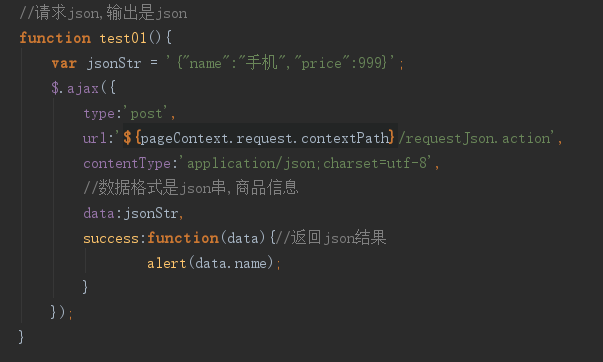 //请求json,输出是json
function test01(){
    var jsonStr = '{"name":"手机","price":999}';
    $.ajax({
        type:'post',
        url:'${pageContext.request.contextPath}/requestJson.action',
        contentType:'application/json;charset=utf-8',
        //数据格式是json串,商品信息
        data:jsonStr,
        success:function(data){//返回json结果
                alert(data.name);
        }
    });
}